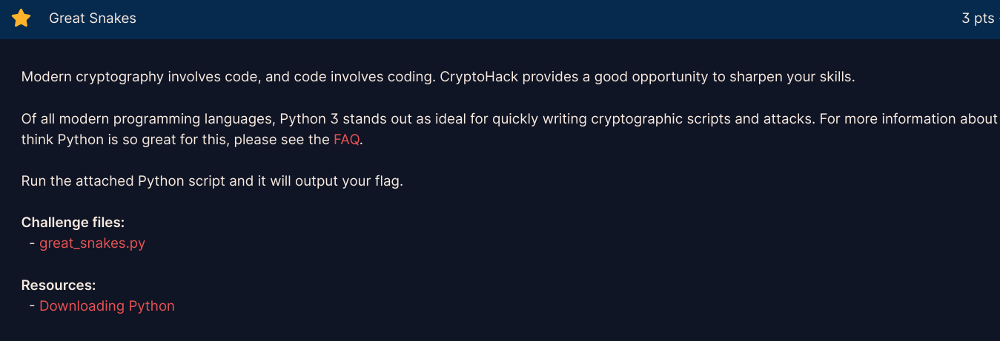 Great Snakes
3 pts
Modern cryptography involves code, and code involves coding. CryptoHack provides a good opportunity to sharpen your skills.
Of all modern programming languages, Python 3 stands out as ideal for quickly writing cryptographic scripts and attacks. For more information about
think Python is so great for this, please see the FAQ.
Run the attached Python script and it will output your flag.
Challenge files:
- great_snakes.py
Resources:
- Downloading Python